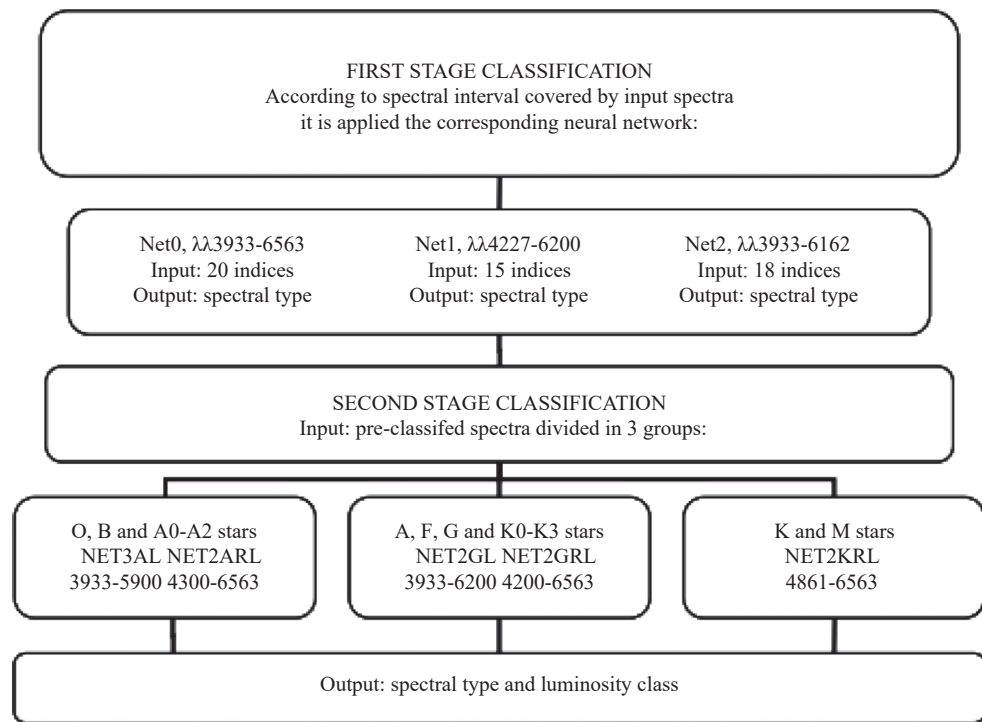 FIRST STAGE CLASSIFICATION
According to spectral interval covered by input spectra
it is applied the corresponding neural network:
Net0, λλ3933-6563
Input: 20 indices
Output: spectral type
Net1, λλ4227-6200
Input: 15 indices
Output: spectral type
Net2, λλ3933-6162
Input: 18 indices
Output: spectral type
SECOND STAGE CLASSIFICATION
Input: pre-classifed spectra divided in 3 groups:
O, B and A0-A2 stars
NET3AL NET2ARL
3933-5900 4300-6563
A, F, G and K0-K3 stars
NET2GL NET2GRL
3933-6200 4200-6563
K and M stars
NET2KRL
4861-6563
Output: spectral type and luminosity class